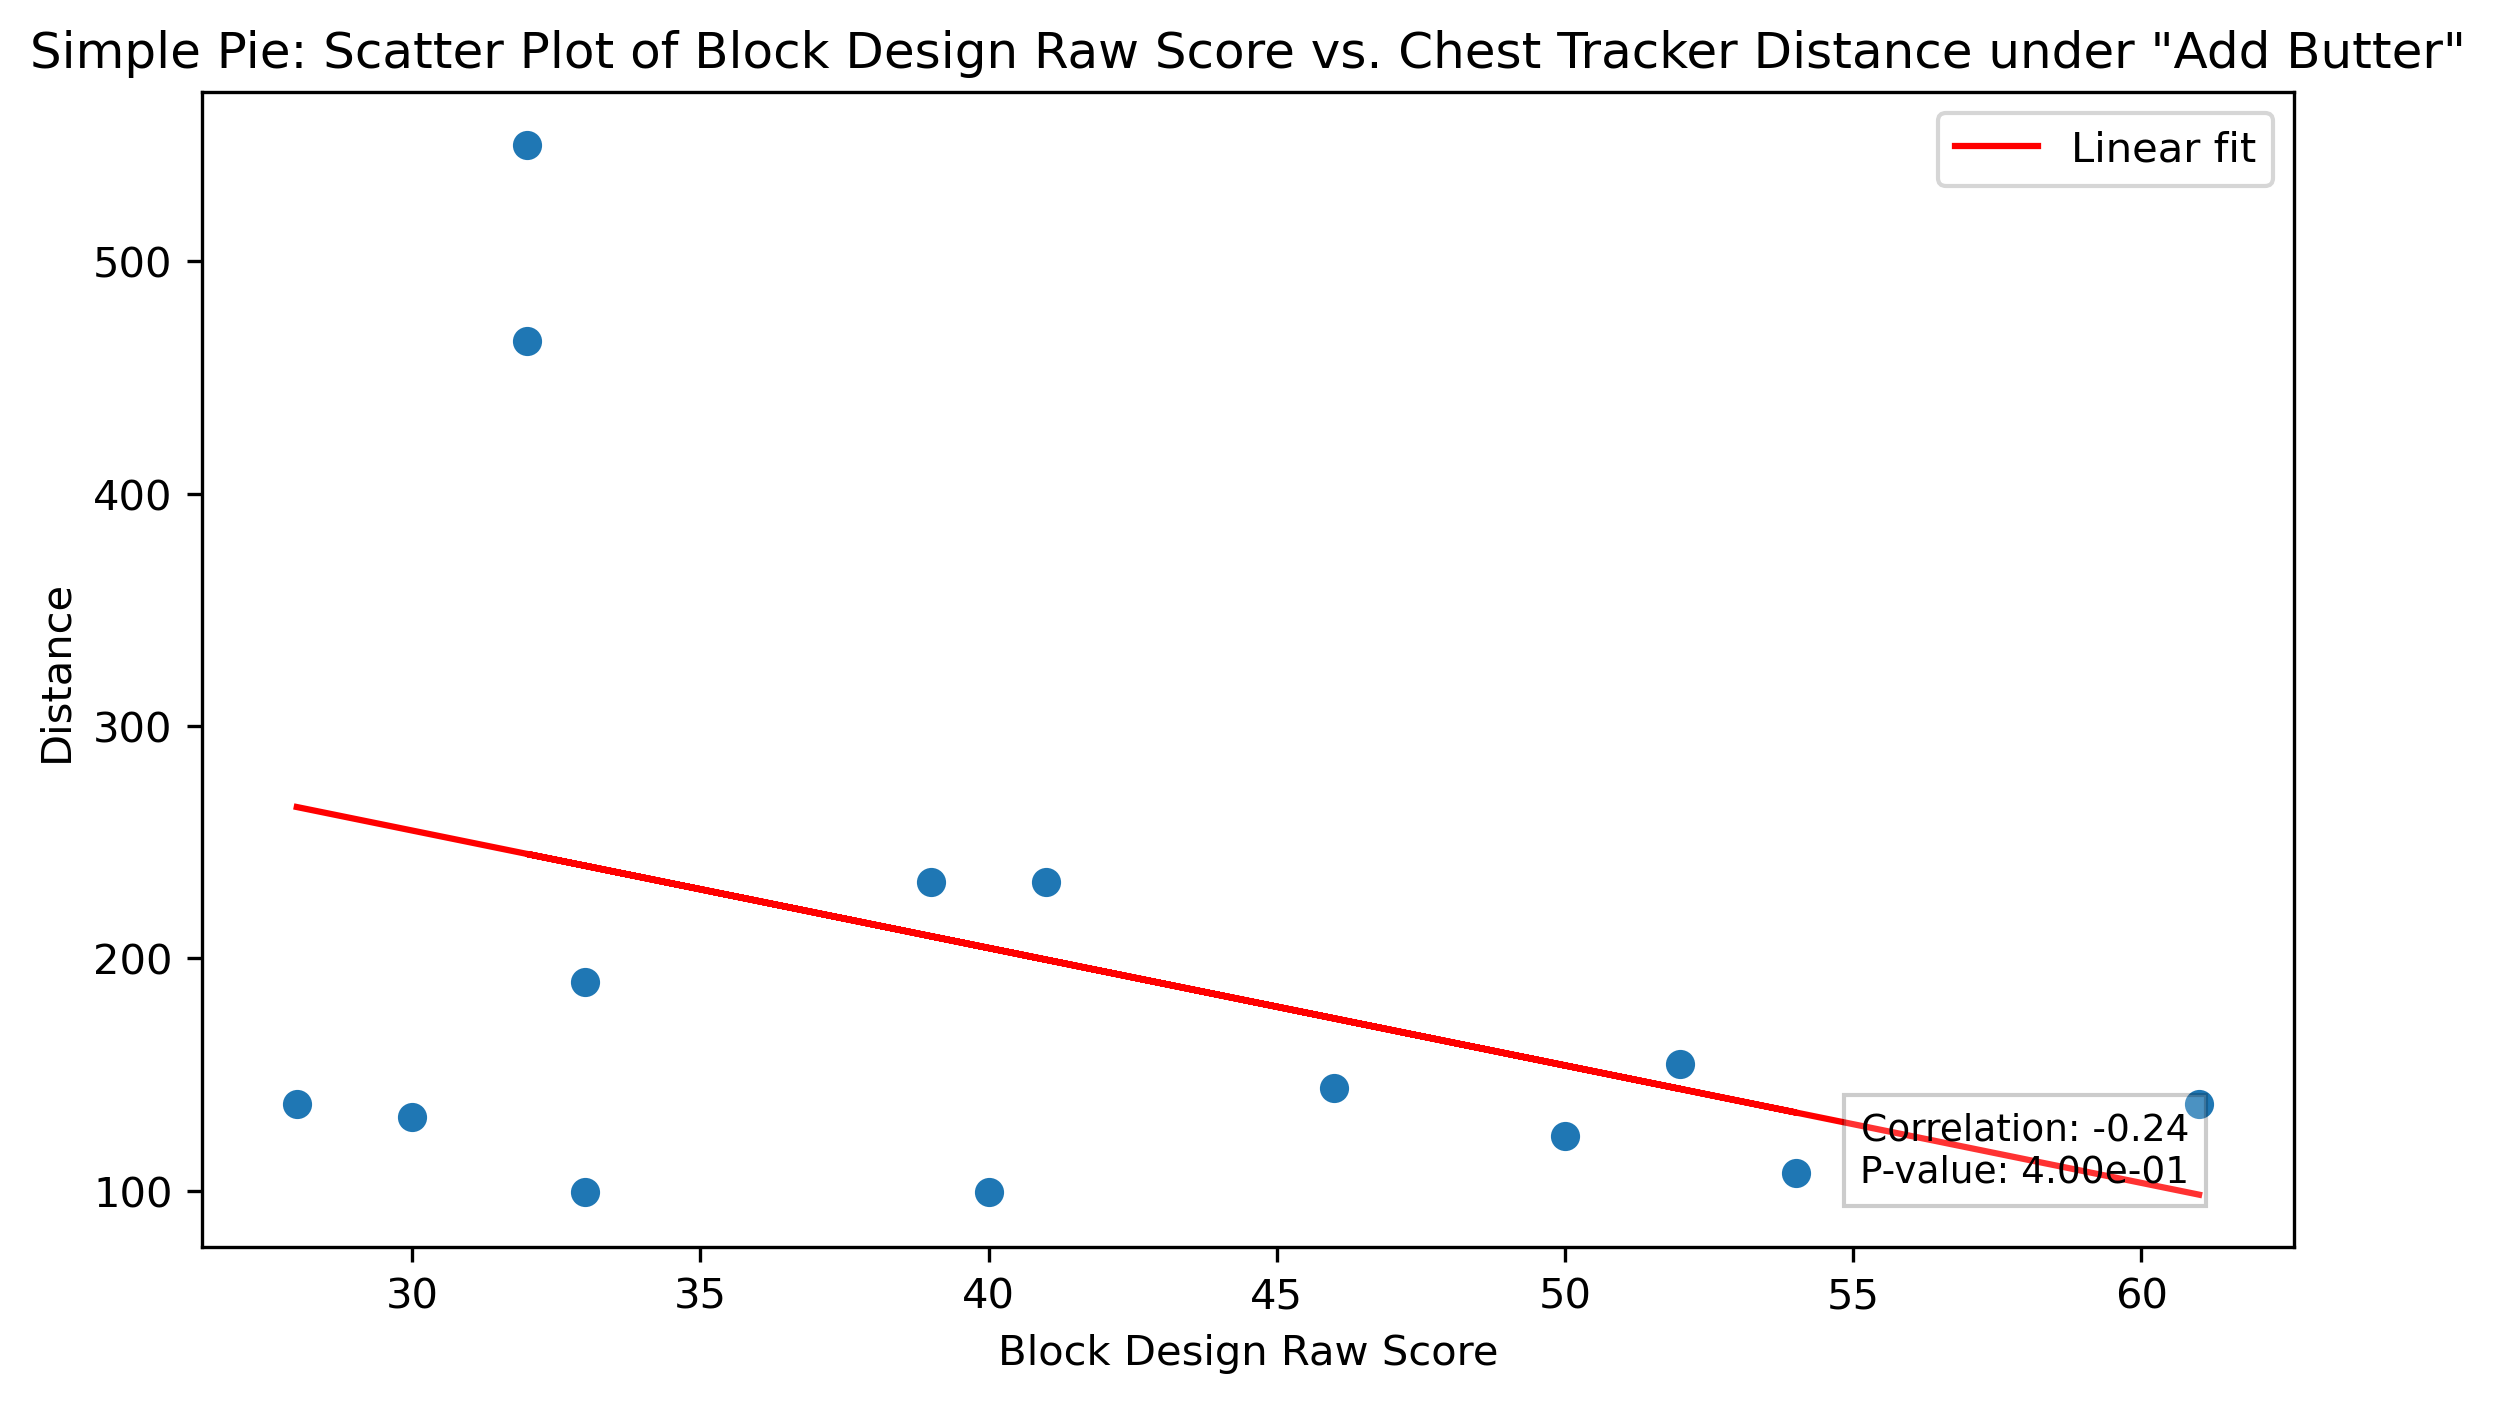 Simple Pie: Scatter Plot of Block Design Raw Score vs. Chest Tracker Distance under "Add Butter"
Linear fit
500
400
300
200
100
Distance
Correlation: -0.24
P-value: 4.00e-01
30 35 40 45 50 55 60
Block Design Raw Score